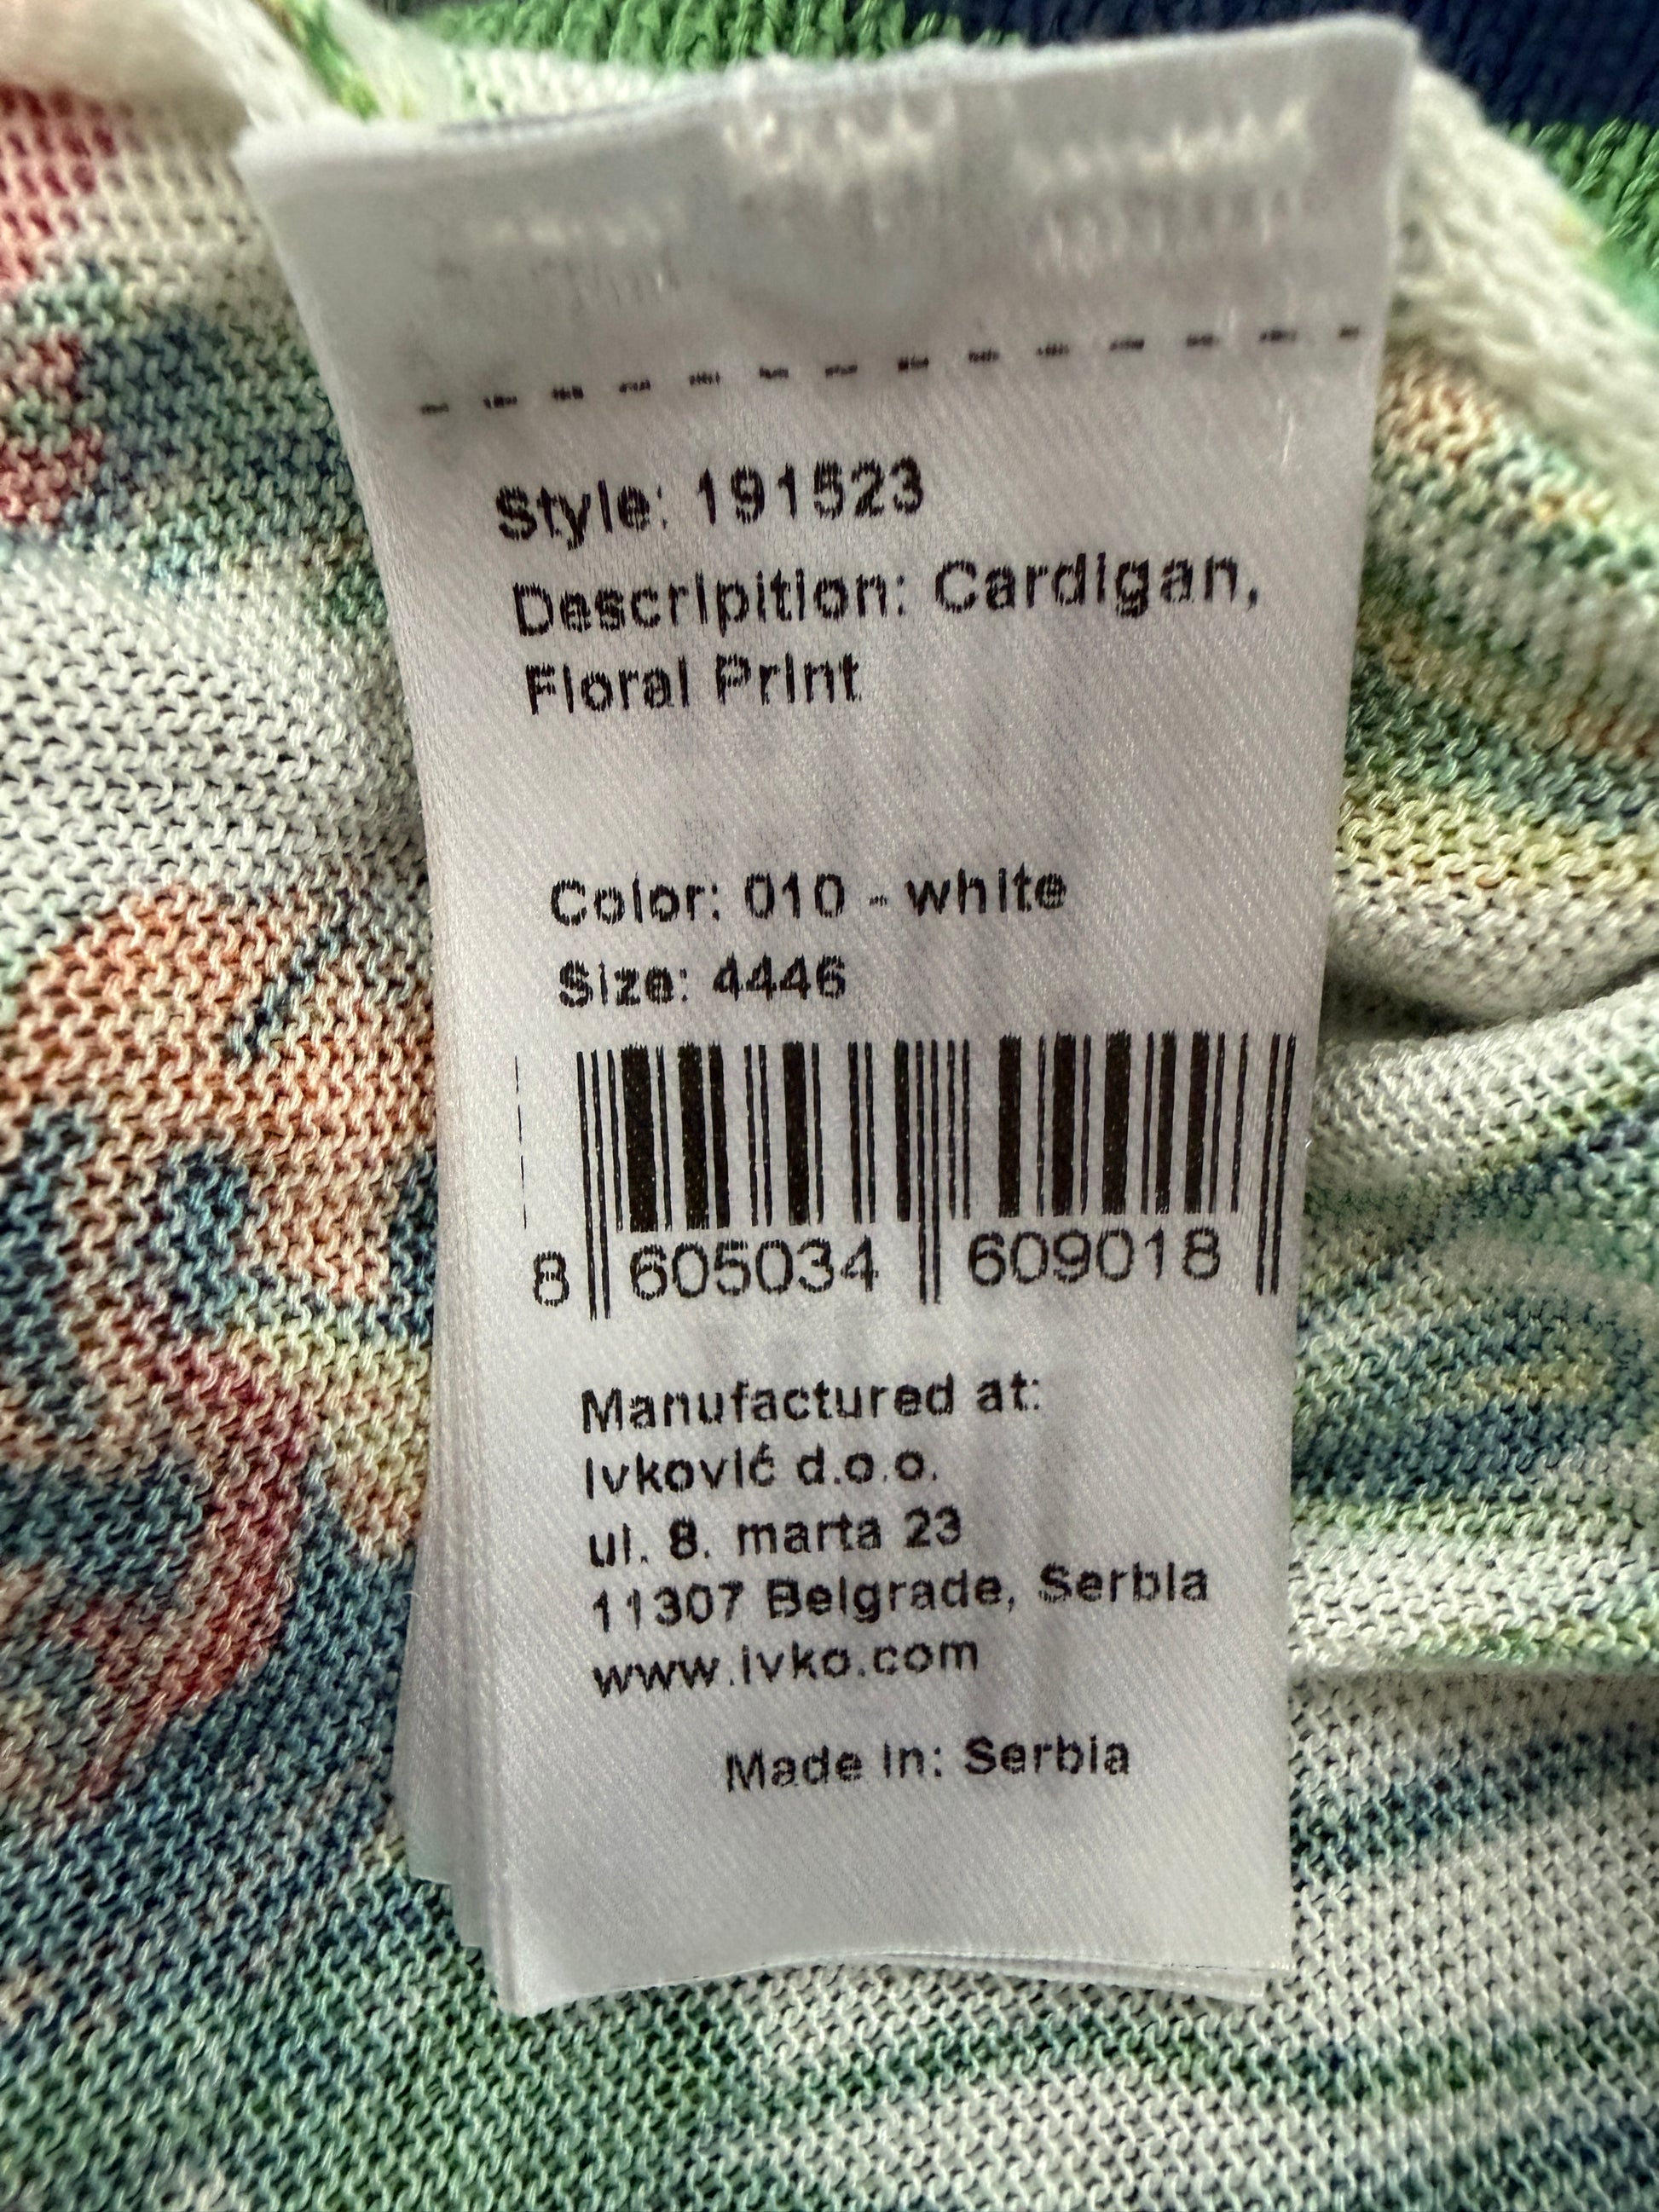 Style: 191523
Descripition: Cardigan,
Floral Print
Color: 010 - white
Size: 4446
8 605034 609018
Manufactured at:
Ivković d.o.o.
ul. 8. marta 23
11307 Belgrade, Serbia
www.ivko.com
Made in: Serbia